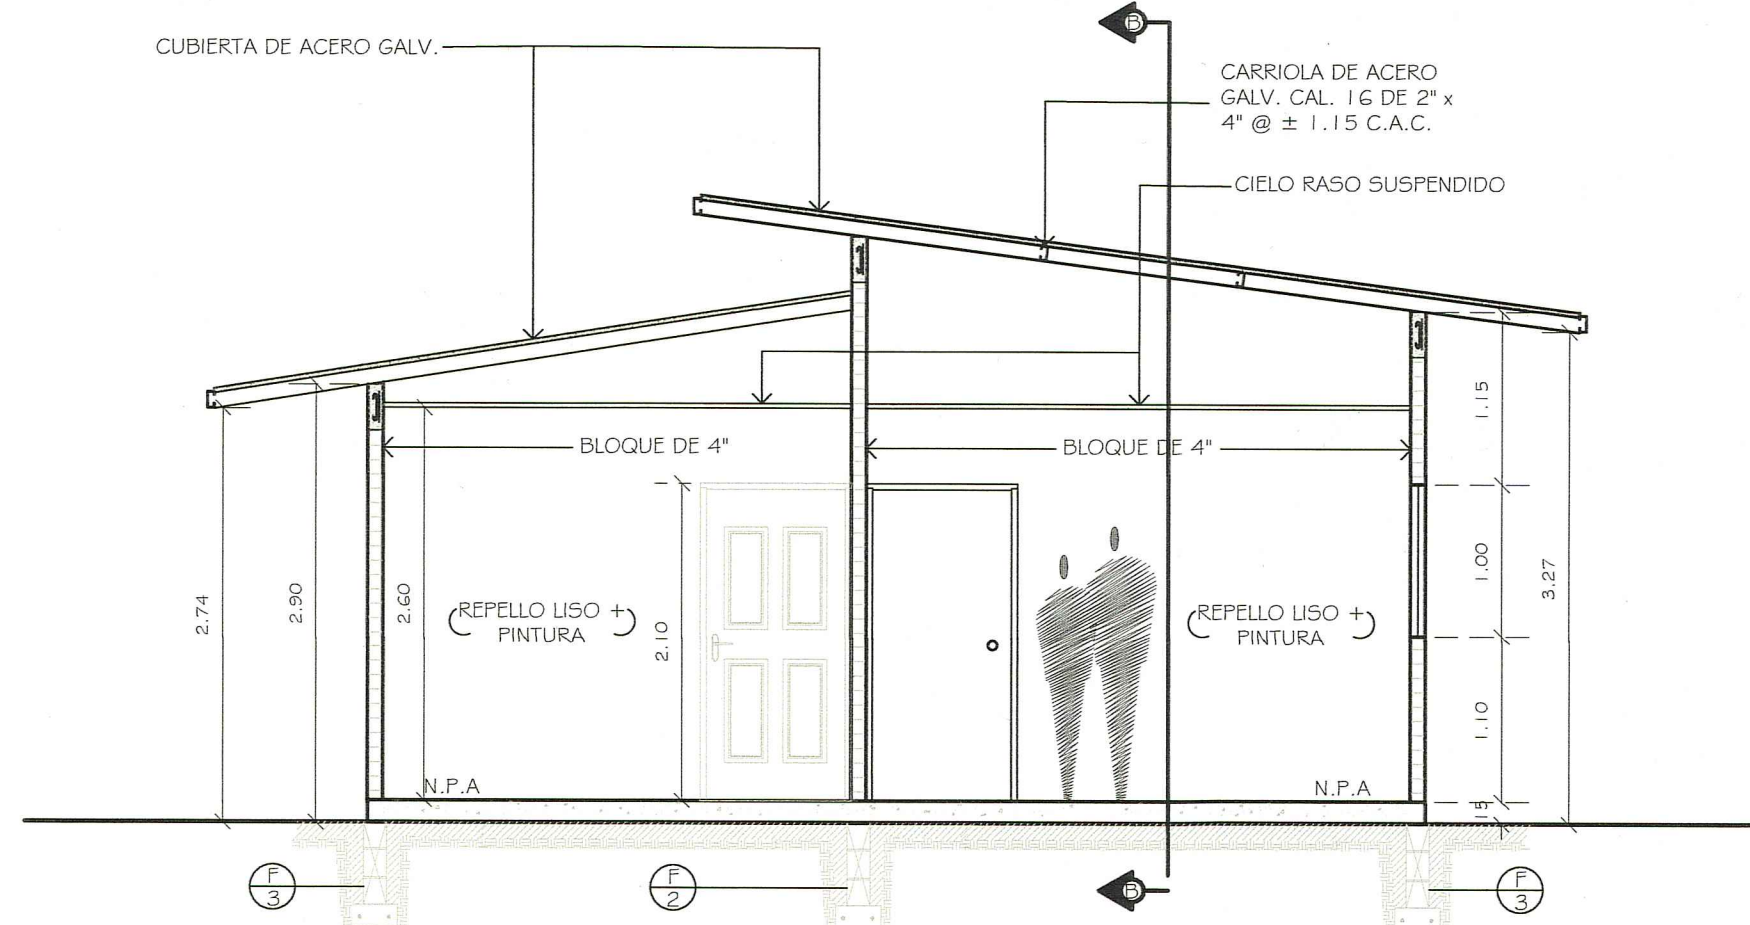 B
CUBIERTA DE ACERO GALV.
CARRIOLA DE ACERO
GALV. CAL. 16 DE 2" x
4" @ ± 1.15 C.A.C.
CIELO RASO SUSPENDIDO
1.15
BLOQUE DE 4"
BLOQUE DE 4"
2.74
2.90
2.60
REPELLO LISO +
PINTURA
2.10
REPELLO LISO +
PINTURA
1.00
3.27
1.10
N.P.A
N.P.A
15
F
3
F
2
B
F
3